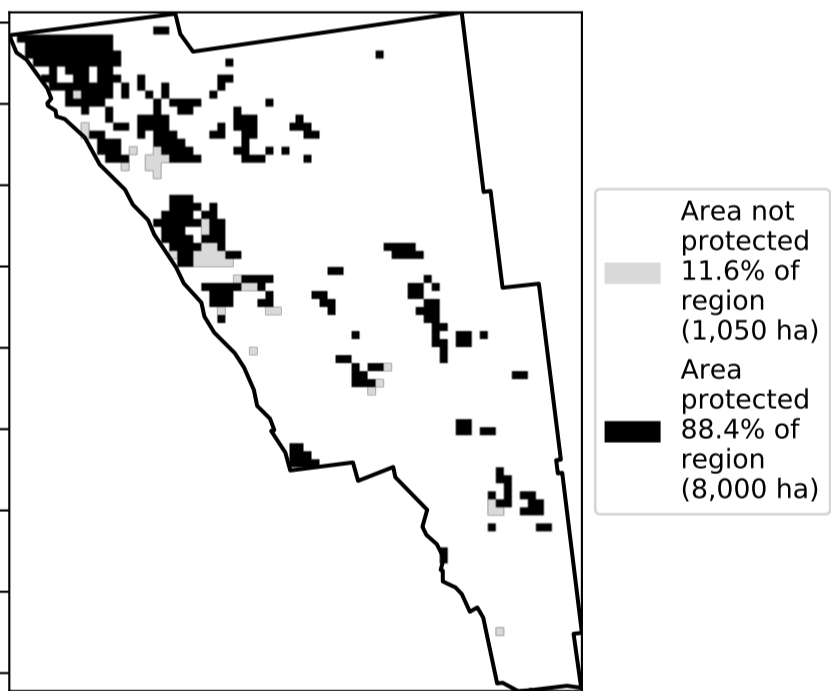 Area not
protected
11.6% of
region
(1,050 ha)
Area
protected
88.4% of
region
(8,000 ha)